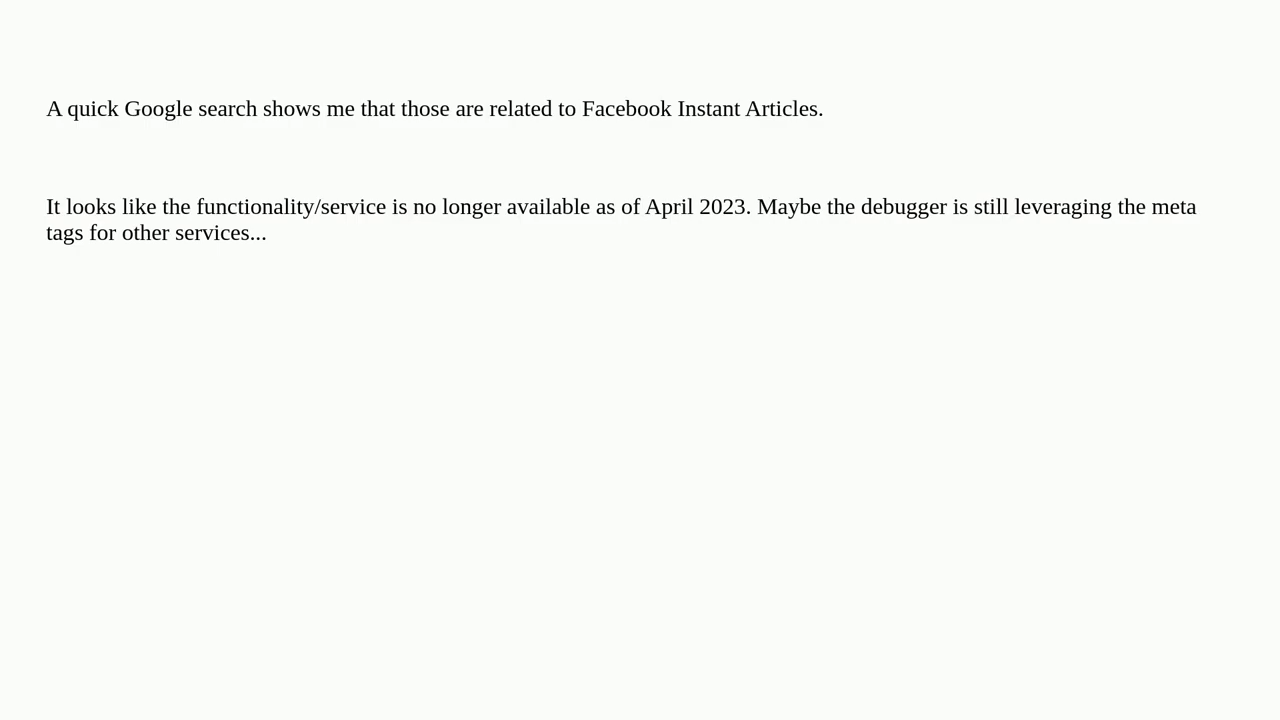 A quick Google search shows me that those are related to Facebook Instant Articles.
It looks like the functionality/service is no longer available as of April 2023. Maybe the debugger is still leveraging the meta
tags for other services...